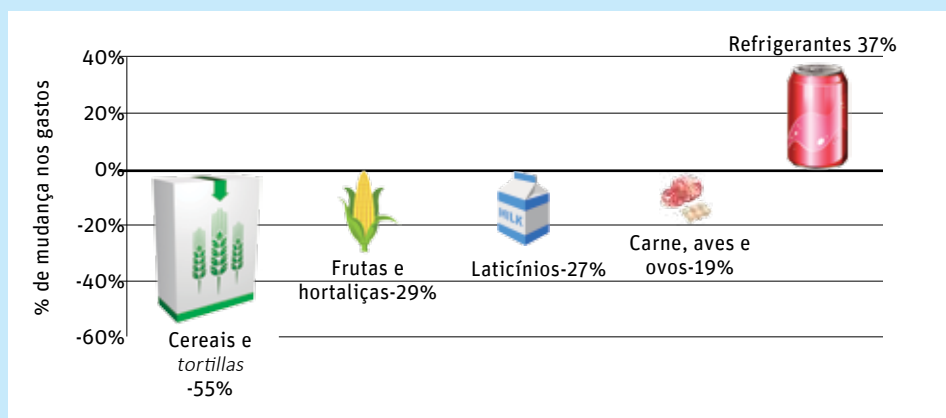 Refrigerantes 37%
% de mudança nos gastos
40%
20%
0%
-20%
-40%
-60%
MILK
Cereais e
tortillas
-55%
Frutas e
hortaliças-29%
Laticínios-27%
Carne, aves e
ovos-19%